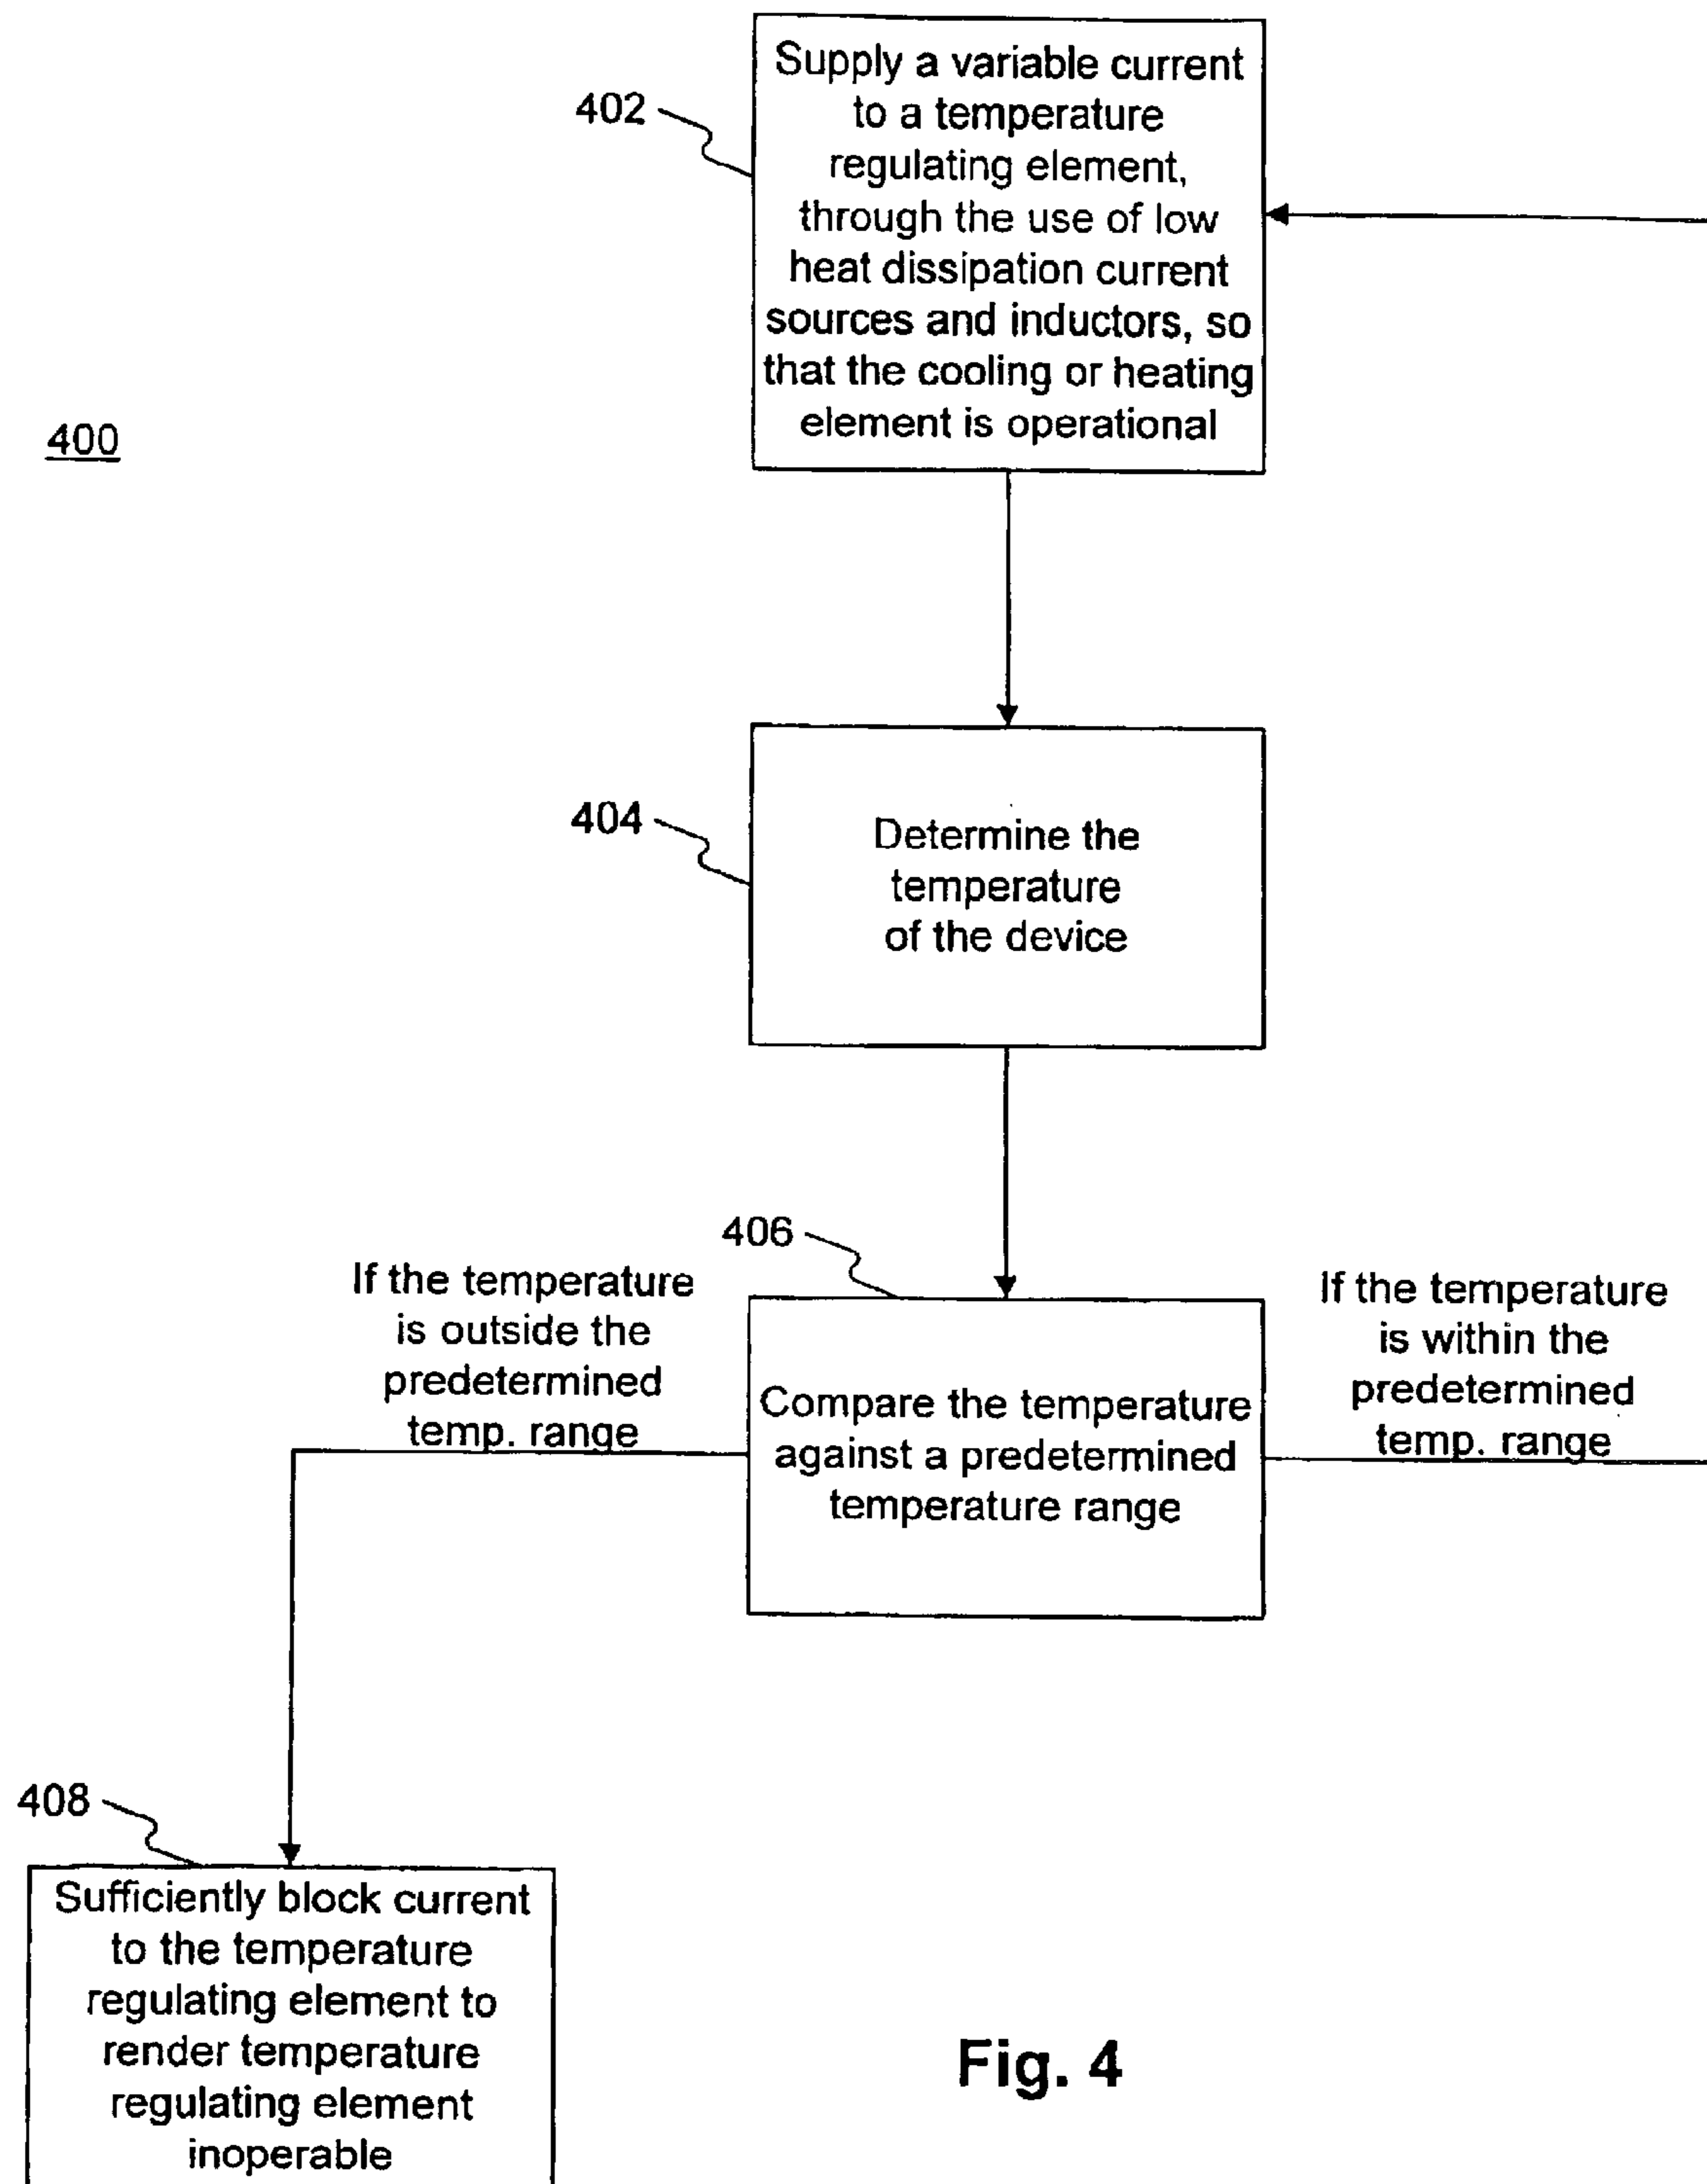 Supply a variable current
to a temperature
regulating element,
through the use of low
heat dissipation current
sources and inductors, so
that the cooling or heating
element is operational
402
400
404
Determine the
temperature
of the device
406
If the temperature
is outside the
predetermined
temp. range
If the temperature
is within the
predetermined
temp. range
Compare the temperature
against a predetermined
temperature range
408
Sufficiently block current
to the temperature
regulating element to
render temperature
regulating element
inoperable
Fig. 4